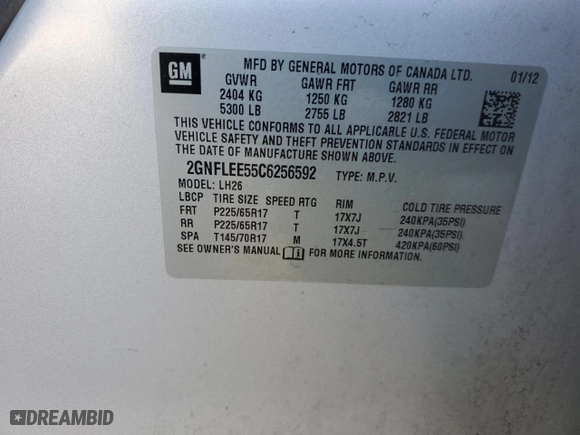 GM
MFD BY GENERAL MOTORS OF CANADA LTD. 01/12
GVWR GAWR FRT GAWR RR
2404 KG 1250 KG 1280 KG
5300 LB 2755 LB 2821 LB
THIS VEHICLE CONFORMS TO ALL APPLICABLE U.S. FEDERAL MOTOR
VEHICLE SAFETY AND THEFT PREVENTION STANDARDS IN EFFECT ON
THE DATE OF MANUFACTURE SHOWN ABOVE.
2GNFLEE55C6256592 TYPE: M.P.V.
MODEL: LH26
LBCP TIRE SIZE SPEED RTG RIM COLD TIRE PRESSURE
FRT P225/65R17 T 17X7J 240KPA(35PSI)
RR P225/65R17 T 17X7J 240KPA(35PSI)
SPA T145/70R17 M 17X4.5T 420KPA(60PSI)
SEE OWNER'S MANUAL FOR MORE INFORMATION.
DREAMBID